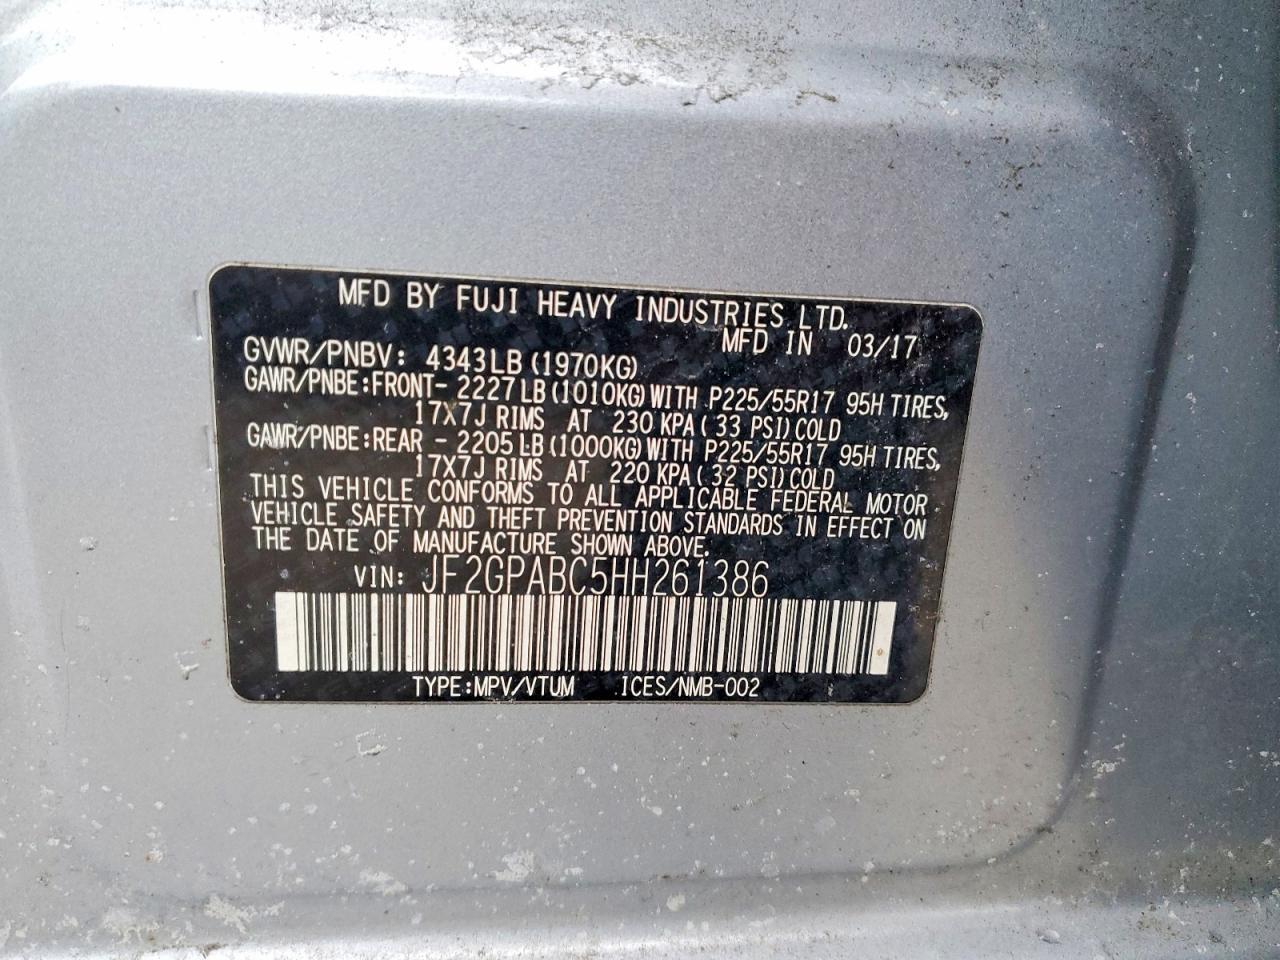 MFD BY FUJI HEAVY INDUSTRIES LTD.
MFD IN 03/17
GVWR/PNBV: 4343LB (1970KG)
GAWR/PNBE:FRONT- 2227LB (1010KG) WITH P225/55R17 95H TIRES,
17X7J RIMS AT 230 KPA ( 33 PSI) COLD
GAWR/PNBE:REAR - 2205LB (1000KG) WITH P225/55R17 95H TIRES,
17X7J RIMS AT 220 KPA ( 32 PSI) COLD
THIS VEHICLE CONFORMS TO ALL APPLICABLE FEDERAL MOTOR
VEHICLE SAFETY AND THEFT PREVENTION STANDARDS IN EFFECT ON
THE DATE OF MANUFACTURE SHOWN ABOVE.
VIN: JF2GPABC5HH261386
TYPE:MPV/VTUM ICES/NMB-002